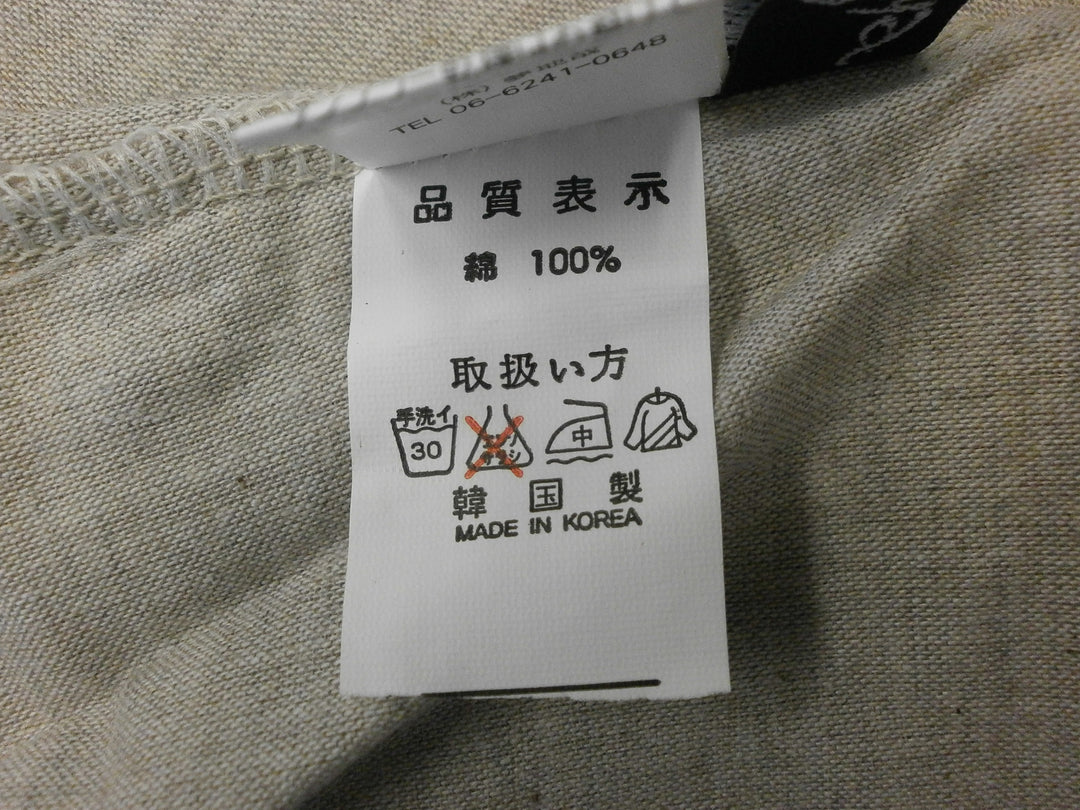 TEL 06-6241-0648
品質表示
綿 100%
取扱い方
手洗イ
30
中
韓国製
MADE IN KOREA